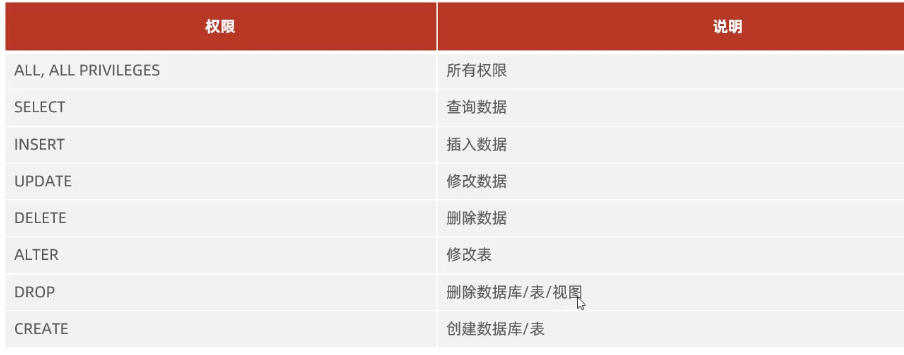 权限 说明
ALL, ALL PRIVILEGES 所有权限
SELECT 查询数据
INSERT 插入数据
UPDATE 修改数据
DELETE 删除数据
ALTER 修改表
DROP 删除数据库/表/视图
CREATE 创建数据库/表